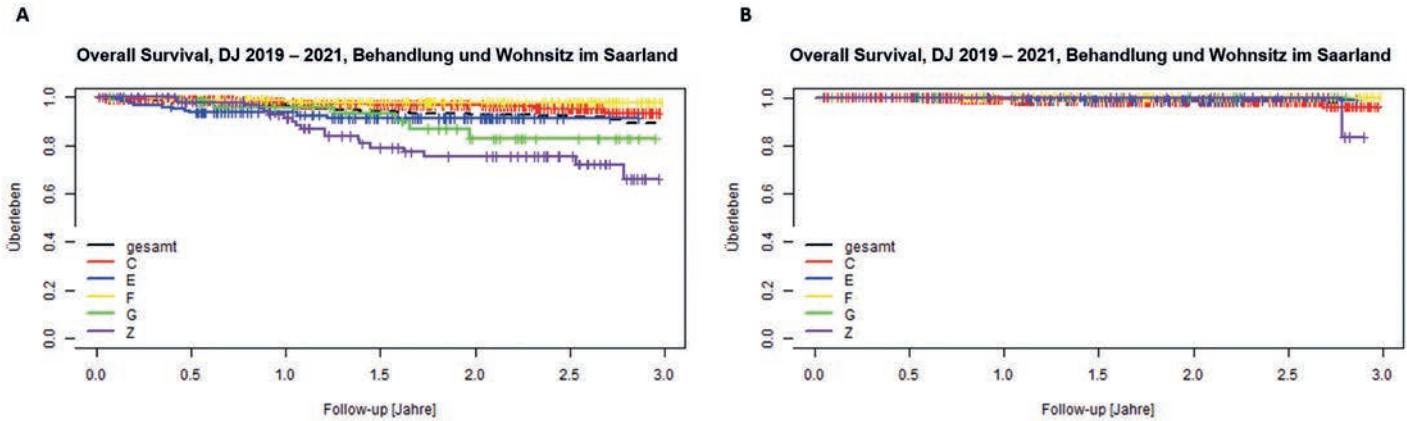 A
Overall Survival, DJ 2019 – 2021, Behandlung und Wohnsitz im Saarland
Überleben
1.0
0.8
0.6
0.4
0.2
0.0
gesamt
C
E
F
G
Z
0.0 0.5 1.0 1.5 2.0 2.5 3.0
Follow-up [Jahre]
B
Overall Survival, DJ 2019 – 2021, Behandlung und Wohnsitz im Saarland
Überleben
1.0
0.8
0.6
0.4
0.2
0.0
gesamt
C
E
F
G
Z
0.0 0.5 1.0 1.5 2.0 2.5 3.0
Follow-up [Jahre]